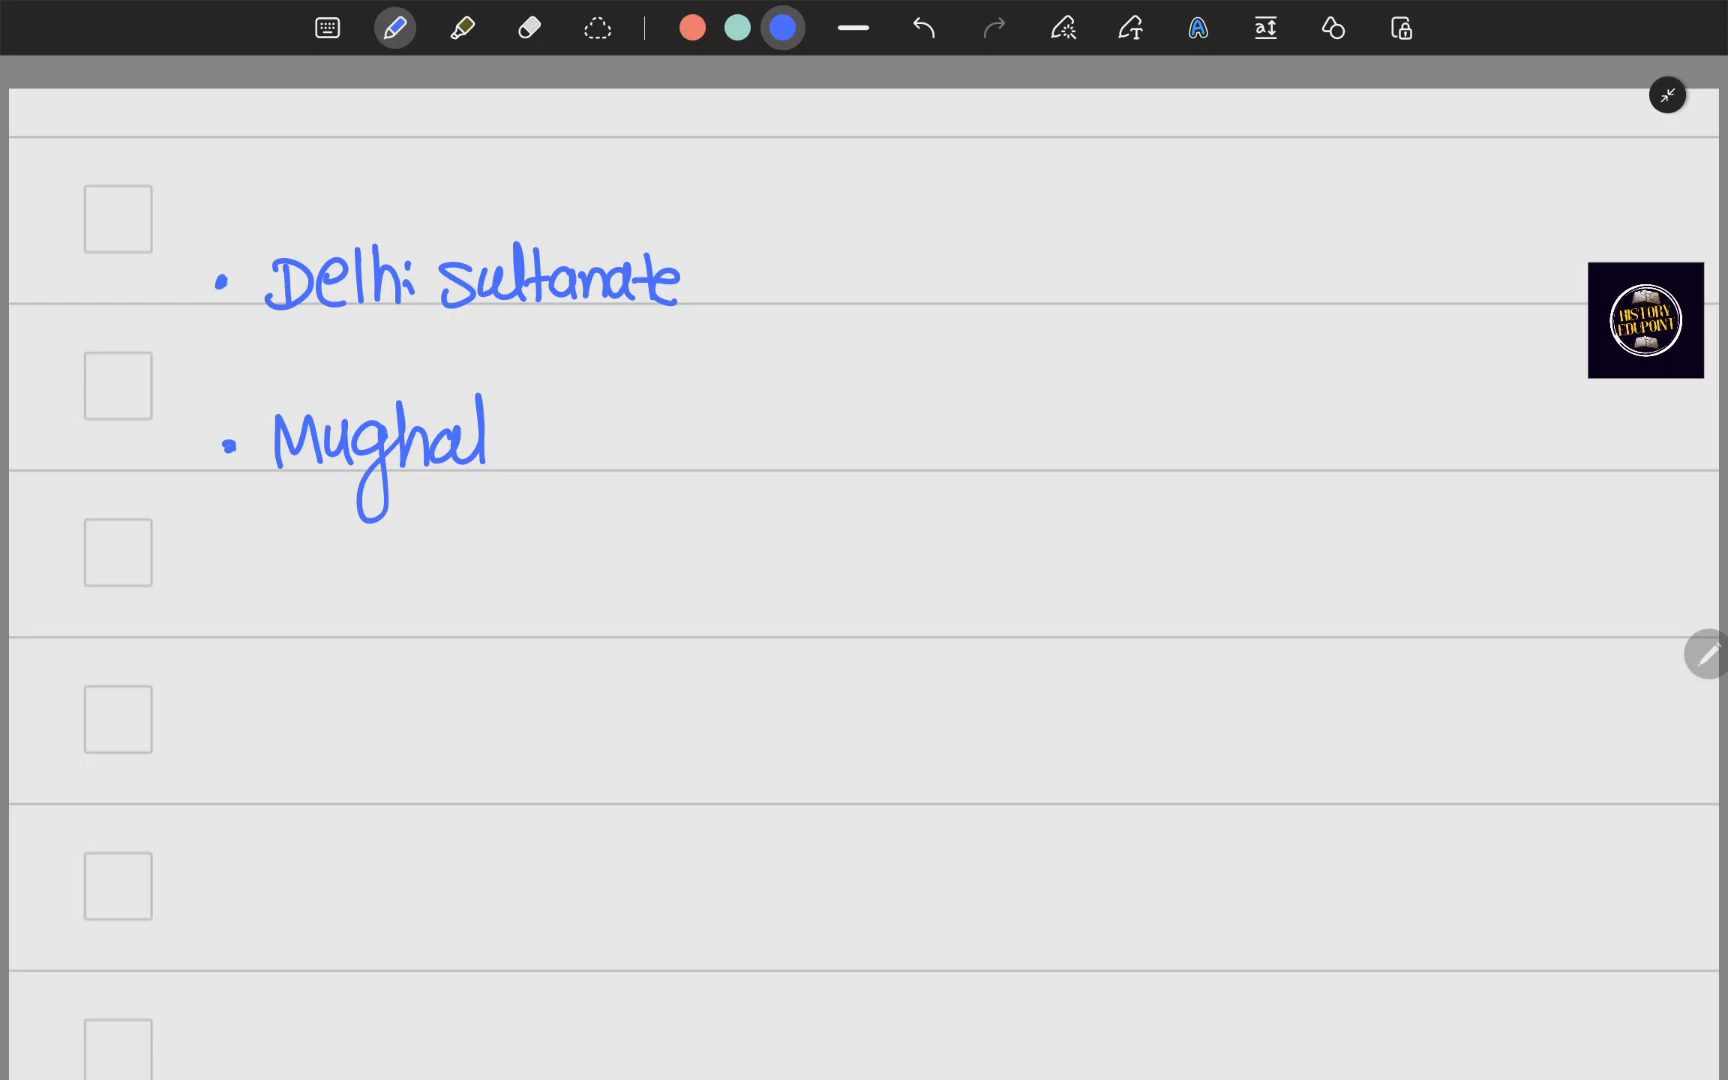 • Delhi Sultanate
HISTORY
EDUPOINT
• Mughal